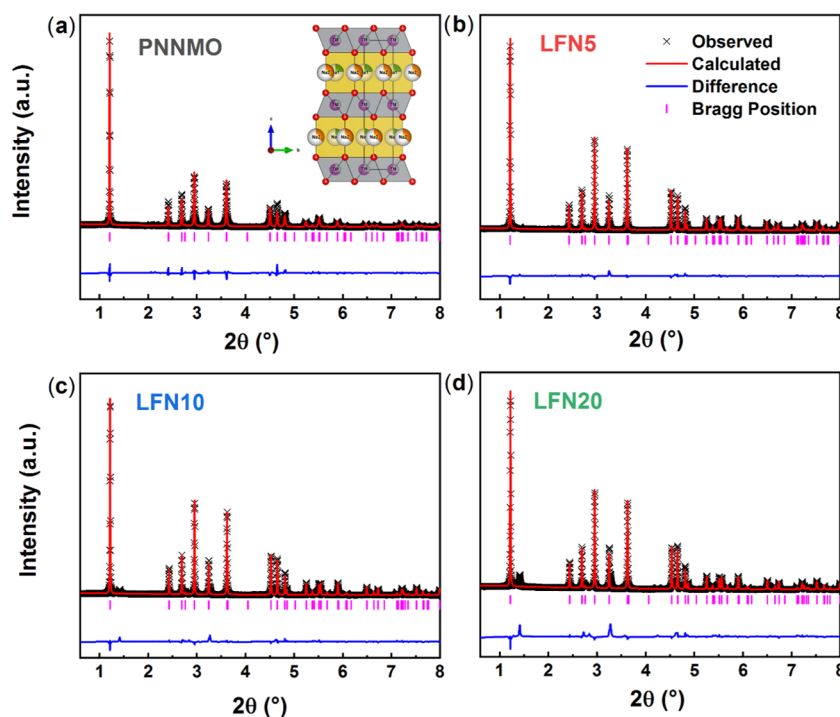 (a)
PNNMO
Intensity (a.u.)
1 2 3 4 5 6 7 8
2θ (°)
(b)
LFN5
Observed
Calculated
Difference
Bragg Position
Intensity (a.u.)
1 2 3 4 5 6 7 8
2θ (°)
(c)
LFN10
Intensity (a.u.)
1 2 3 4 5 6 7 8
2θ (°)
(d)
LFN20
Intensity (a.u.)
1 2 3 4 5 6 7 8
2θ (°)